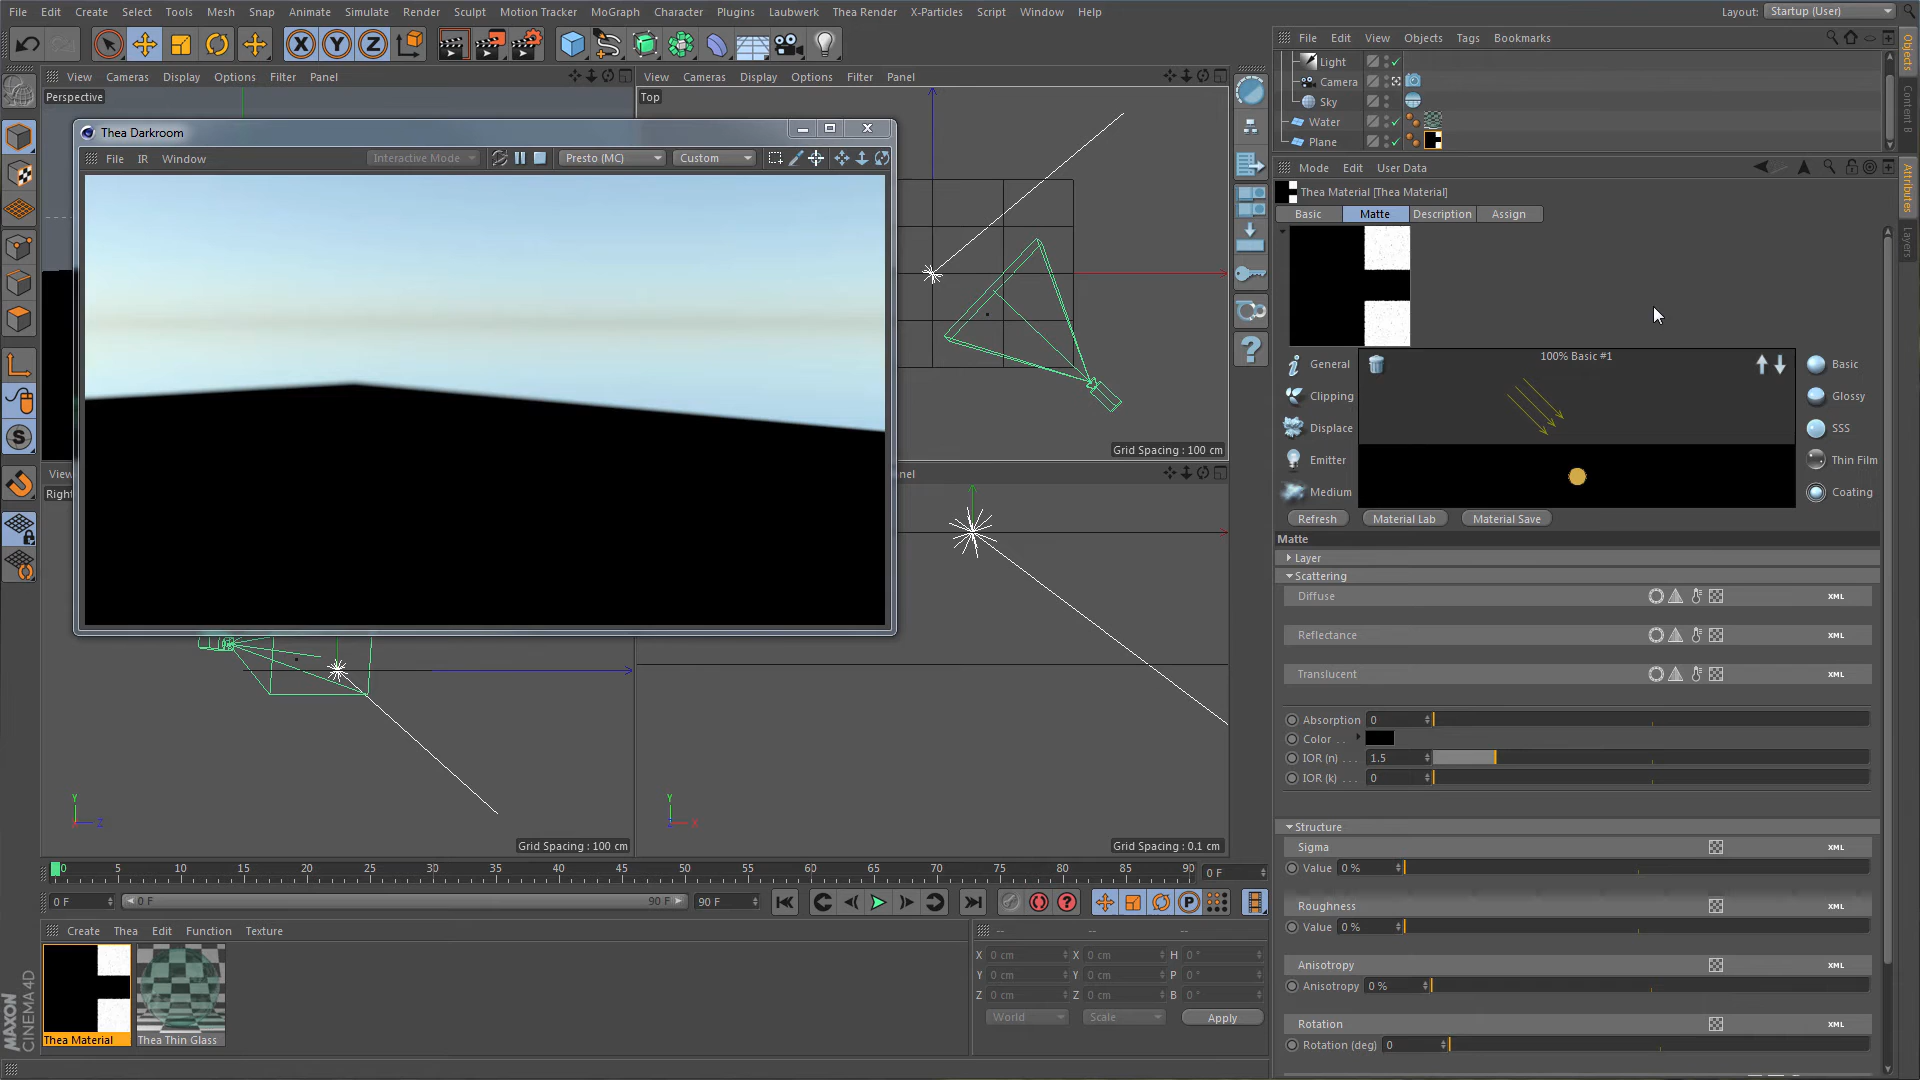 File Edit Create Select Tools Mesh Snap Animate Simulate Render Sculpt Motion Tracker MoGraph Character Plugins Laubwerk Thea Render X-Particles Script Window Help
Layout: Startup (User)
View Cameras Display Options Filter Panel
Perspective
View Cameras Display Options Filter Panel
Top
Grid Spacing : 100 cm
Thea Darkroom
File IR Window
Interactive Mode
Presto (MC)
Custom
View
Right
Y
X Z
Grid Spacing : 100 cm
Panel
Y
Z X
Grid Spacing : 0.1 cm
File Edit View Objects Tags Bookmarks
Light
Camera
Sky
Water
Plane
Objects
Content B
Attributes
Layers
Mode Edit User Data
Thea Material [Thea Material]
Basic Matte Description Assign
General
Clipping
Displace
Emitter
Medium
100% Basic #1
Basic
Glossy
SSS
Thin Film
Coating
Refresh Material Lab Material Save
Matte
Layer
Scattering
Diffuse XML
Reflectance XML
Translucent XML
Absorption 0
Color
IOR (n) 1.5
IOR (k) 0
Structure
Sigma XML
Value 0 %
Roughness XML
Value 0 %
Anisotropy XML
Anisotropy 0 %
Rotation XML
Rotation (deg) 0
0 5 10 15 20 25 30 35 40 45 50 55 60 65 70 75 80 85 90
0 F
0 F 0 F 90 F 90 F
Create Thea Edit Function Texture
Thea Material
Thea Thin Glass
-- -- --
X 0 cm X 0 cm H 0 °
Y 0 cm Y 0 cm P 0 °
Z 0 cm Z 0 cm B 0 °
World Scale Apply
MAXON
CINEMA 4D
X Y Z
S
P